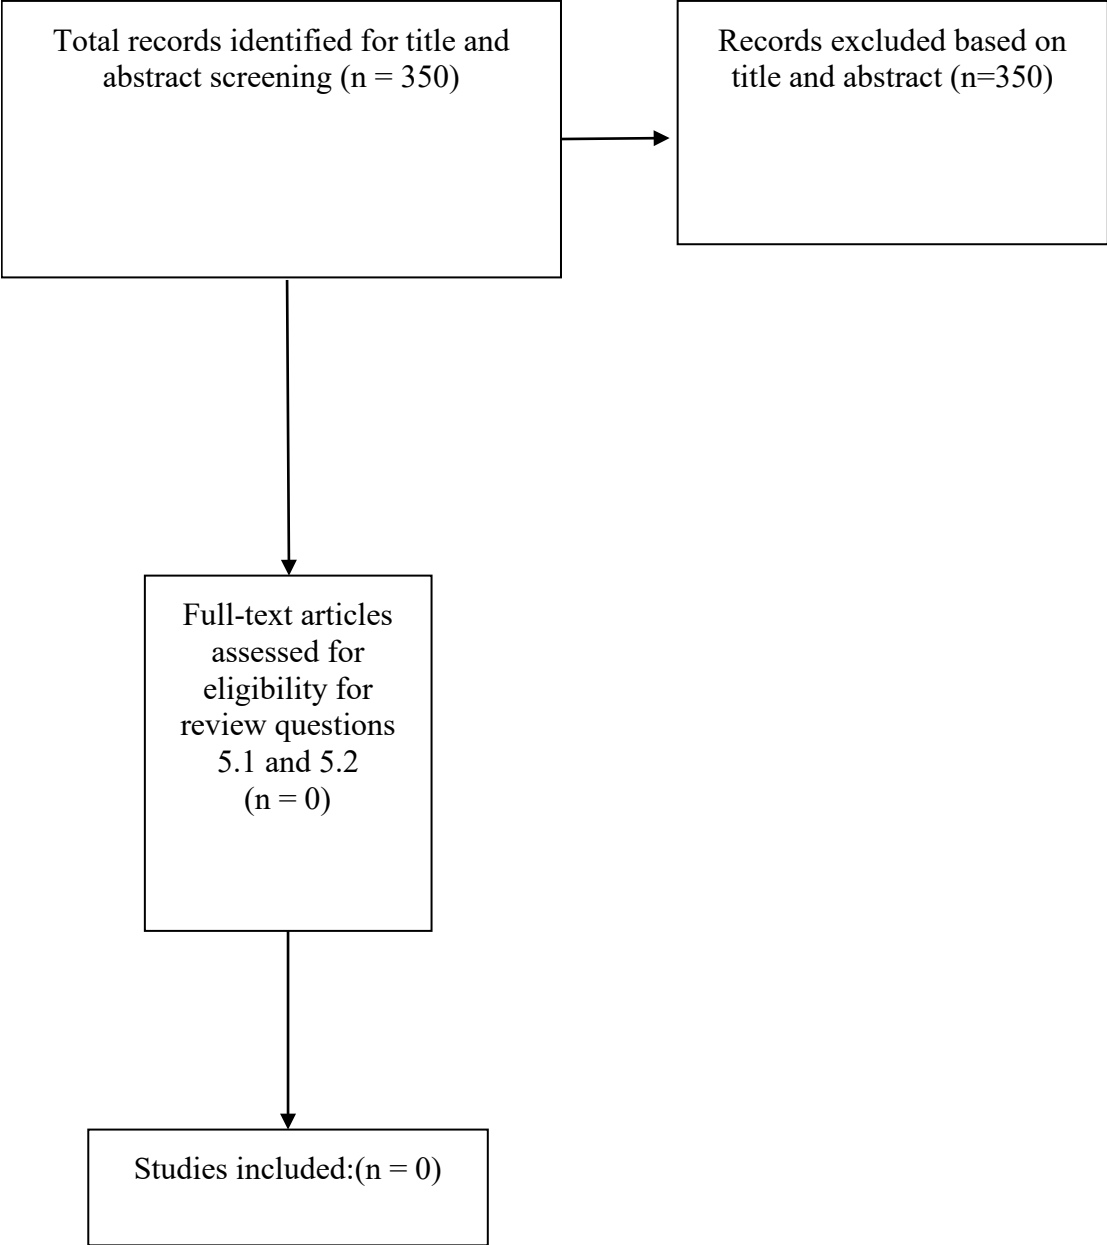 Total records identified for title and
abstract screening (n = 350)
Records excluded based on
title and abstract (n=350)
Full-text articles
assessed for
eligibility for
review questions
5.1 and 5.2
(n = 0)
Studies included:(n = 0)